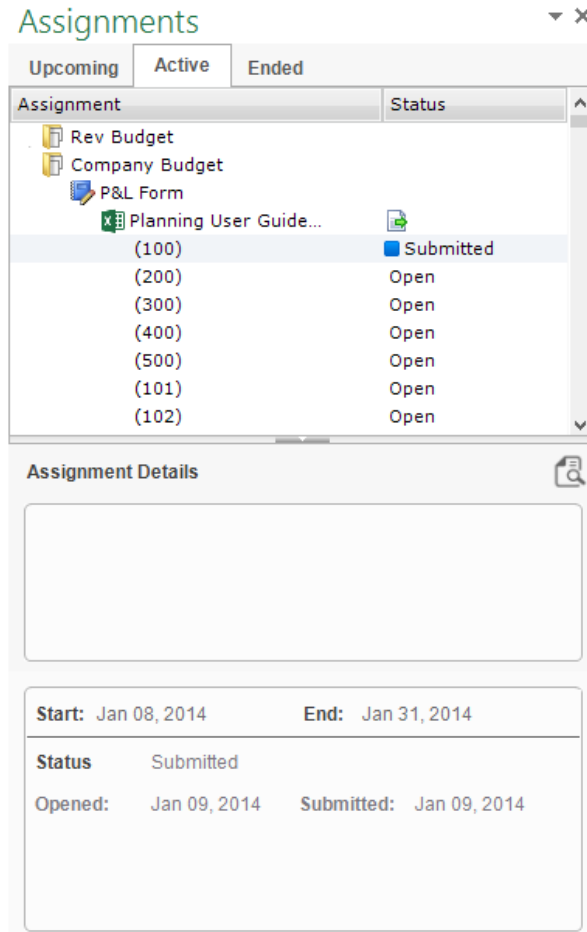 Assignments
Upcoming Active Ended
Assignment Status
Rev Budget
Company Budget
P&L Form
Planning User Guide...
(100) Submitted
(200) Open
(300) Open
(400) Open
(500) Open
(101) Open
(102) Open
Assignment Details
Start: Jan 08, 2014 End: Jan 31, 2014
Status Submitted
Opened: Jan 09, 2014 Submitted: Jan 09, 2014